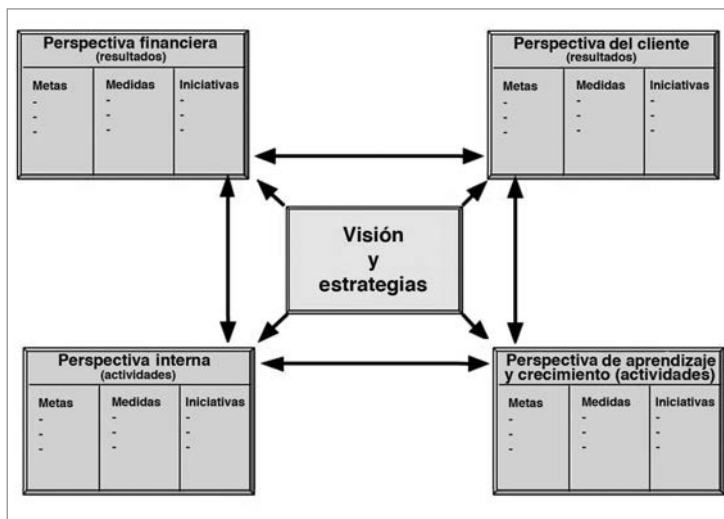 Perspectiva financiera
(resultados)
Metas Medidas Iniciativas
- - -
- - -
- - -
Perspectiva del cliente
(resultados)
Metas Medidas Iniciativas
- - -
- - -
- - -
Visión
y
estrategias
Perspectiva interna
(actividades)
Metas Medidas Iniciativas
- - -
- - -
- - -
Perspectiva de aprendizaje
y crecimiento (actividades)
Metas Medidas Iniciativas
- - -
- - -
- - -